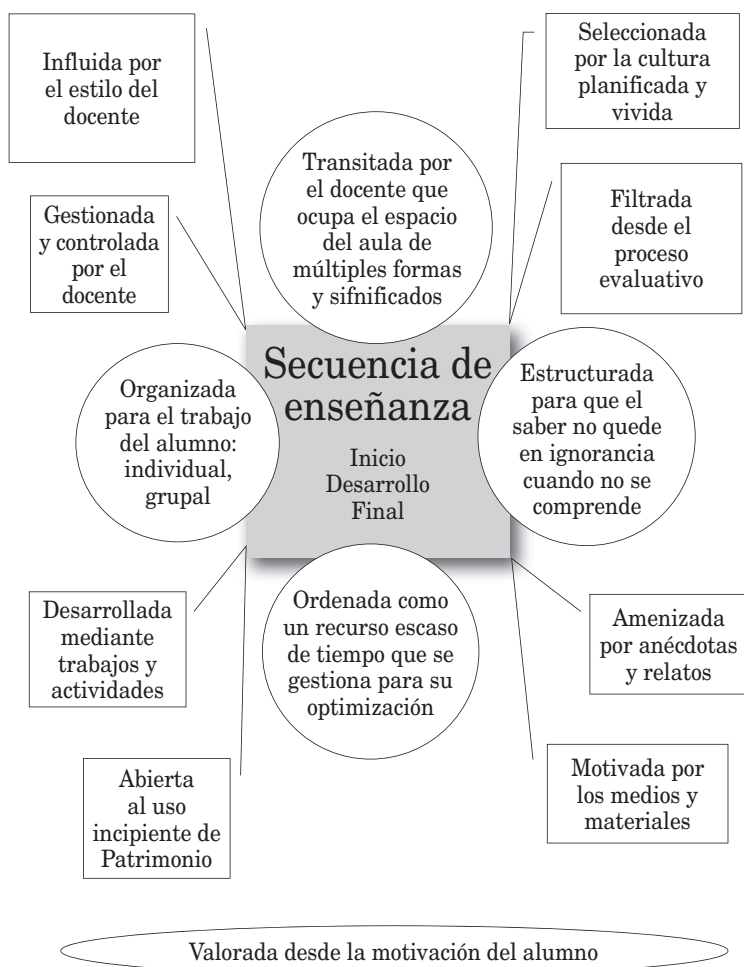 Influida por
el estilo del
docente
Seleccionada
por la cultura
planificada y
vivida
Transitada por
el docente que
ocupa el espacio
del aula de
múltiples formas
y sifnificados
Gestionada
y controlada
por el
docente
Filtrada
desde el
proceso
evaluativo
Secuencia de
enseñanza
Inicio
Desarrollo
Final
Organizada
para el trabajo
del alumno:
individual,
grupal
Estructurada
para que el
saber no quede
en ignorancia
cuando no se
comprende
Desarrollada
mediante
trabajos y
actividades
Ordenada como
un recurso escaso
de tiempo que se
gestiona para su
optimización
Amenizada
por anécdotas
y relatos
Abierta
al uso
incipiente de
Patrimonio
Motivada por
los medios y
materiales
Valorada desde la motivación del alumno